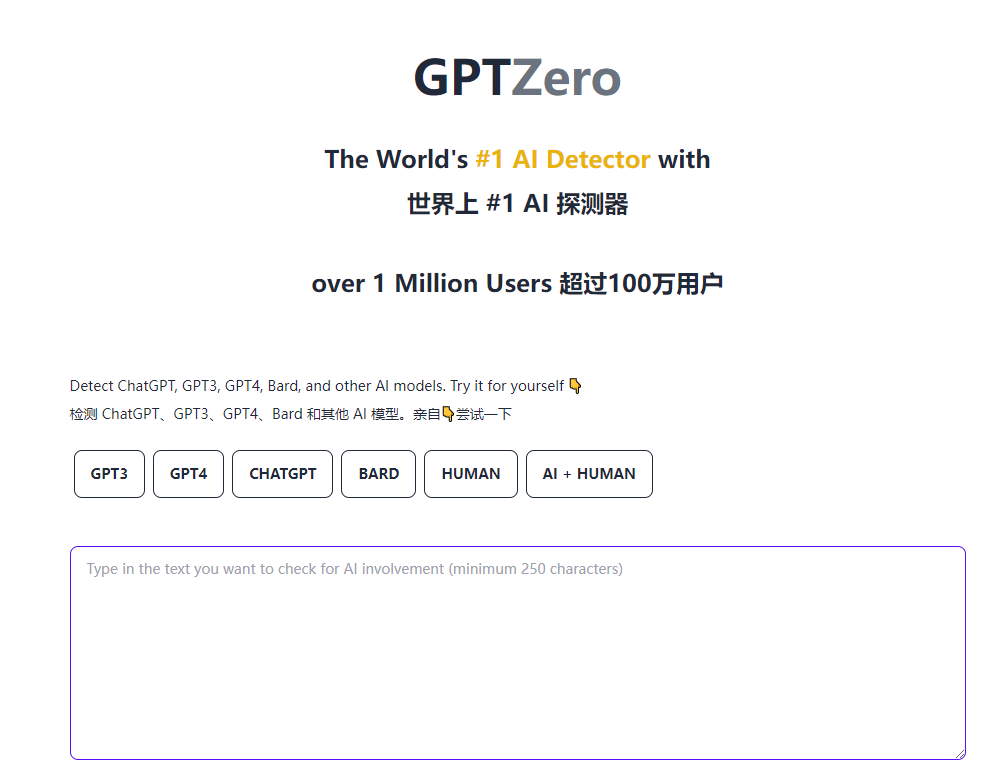 GPTZero
The World's #1 AI Detector with
世界上 #1 AI 探测器
over 1 Million Users 超过100万用户
Detect ChatGPT, GPT3, GPT4, Bard, and other AI models. Try it for yourself 👇
检测 ChatGPT、GPT3、GPT4、Bard 和其他 AI 模型。亲自👇尝试一下
GPT3 GPT4 CHATGPT BARD HUMAN AI + HUMAN
Type in the text you want to check for AI involvement (minimum 250 characters)